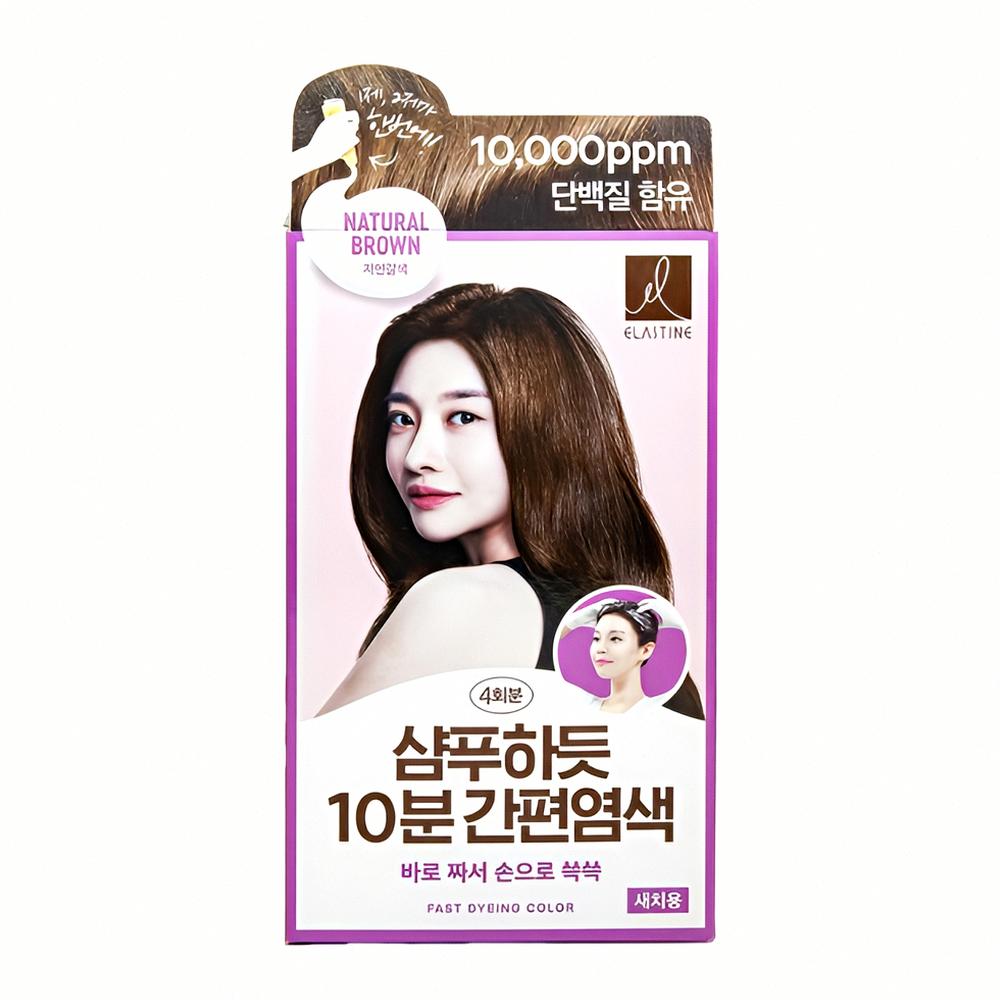 1제, 2제가
한번에!!
10,000ppm
단백질 함유
NATURAL
BROWN
자연갈색
ELASTINE
4회분
샴푸하듯
10분 간편염색
바로 짜서 손으로 쓱쓱
FAST DYEING COLOR
새치용